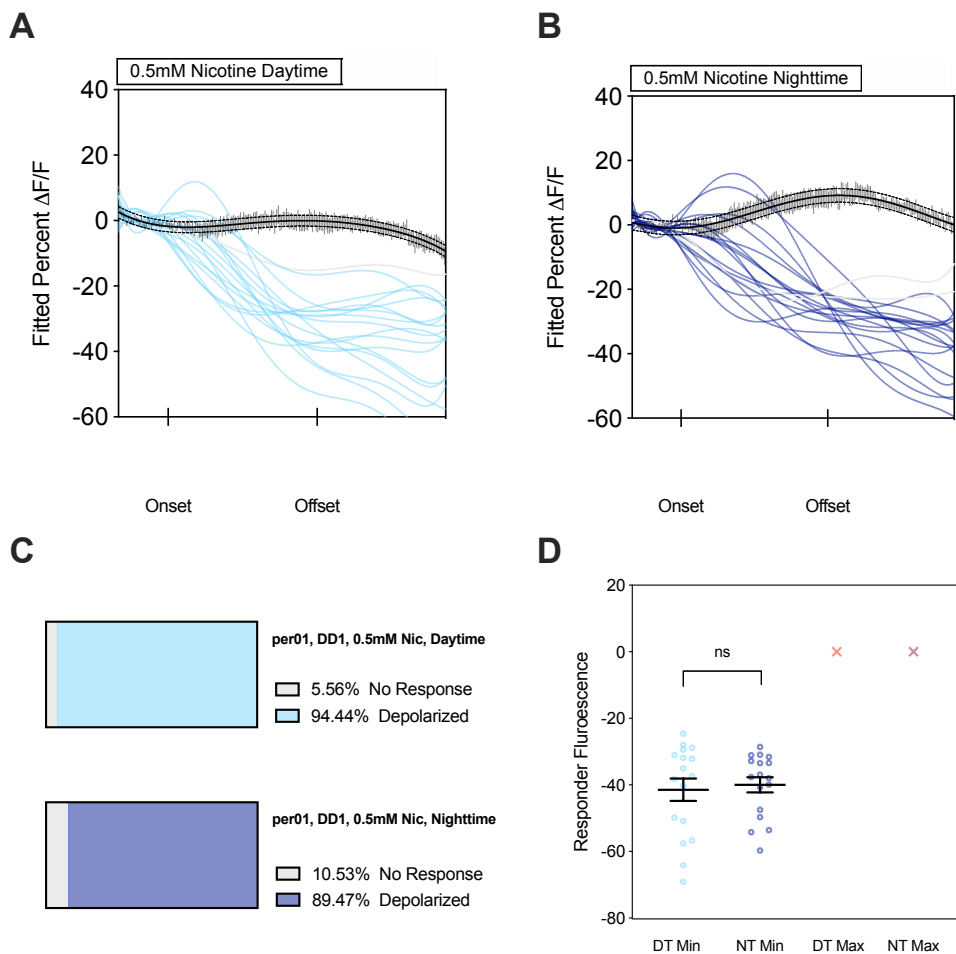 A
B
0.5mM Nicotine Daytime
0.5mM Nicotine Nighttime
Fitted Percent ΔF/F
40
20
0
-20
-40
-60
Onset
Offset
Fitted Percent ΔF/F
40
20
0
-20
-40
-60
Onset
Offset
C
D
per01, DD1, 0.5mM Nic, Daytime
5.56% No Response
94.44% Depolarized
per01, DD1, 0.5mM Nic, Nighttime
10.53% No Response
89.47% Depolarized
Responder Fluroescence
20
0
-20
-40
-60
-80
ns
DT Min
NT Min
DT Max
NT Max